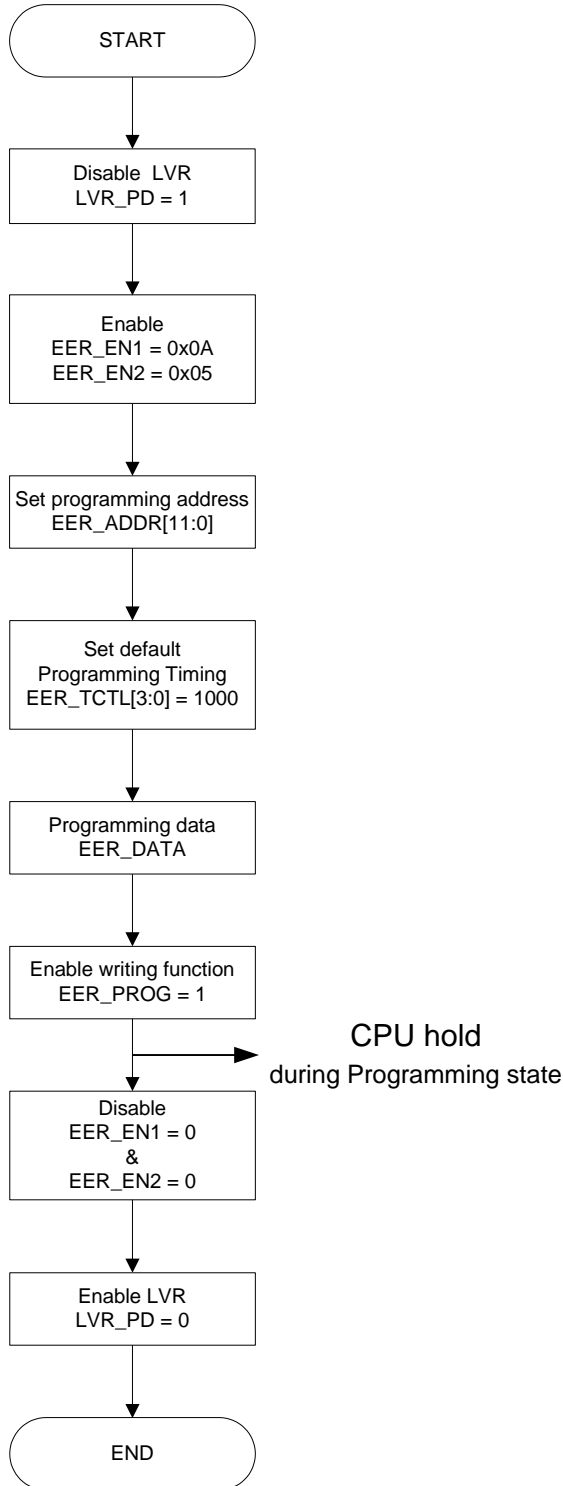 START
Disable LVR
LVR_PD = 1
Enable
EER_EN1 = 0x0A
EER_EN2 = 0x05
Set programming address
EER_ADDR[11:0]
Set default
Programming Timing
EER_TCTL[3:0] = 1000
Programming data
EER_DATA
Enable writing function
EER_PROG = 1
CPU hold
during Programming state
Disable
EER_EN1 = 0
&
EER_EN2 = 0
Enable LVR
LVR_PD = 0
END